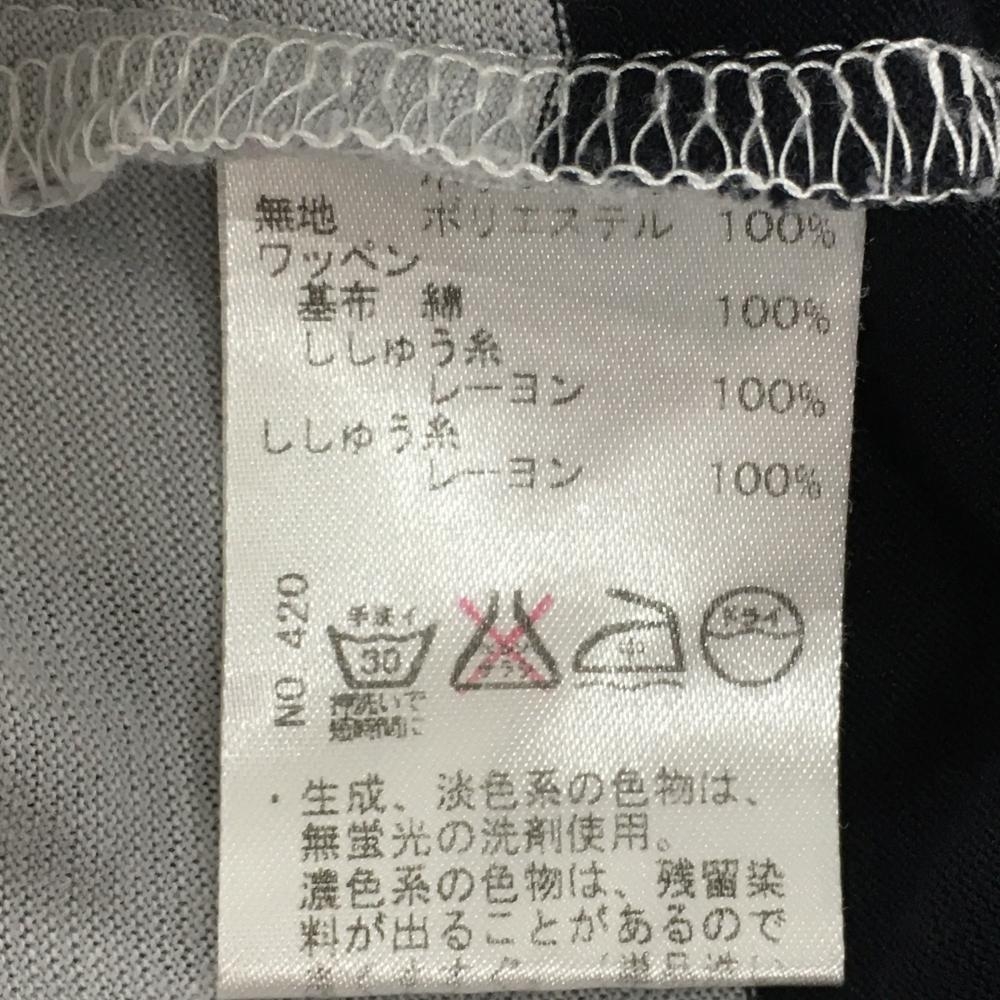 無地 ポリエステル 100%
ワッペン
基布 綿 100%
ししゅう糸
レーヨン 100%
ししゅう糸
レーヨン 100%
NO 420
手洗イ
30
押洗いで
短時間に
中
ドライ
・生成、淡色系の色物は、
無蛍光の洗剤使用。
濃色系の色物は、残留染
料が出ることがあるので